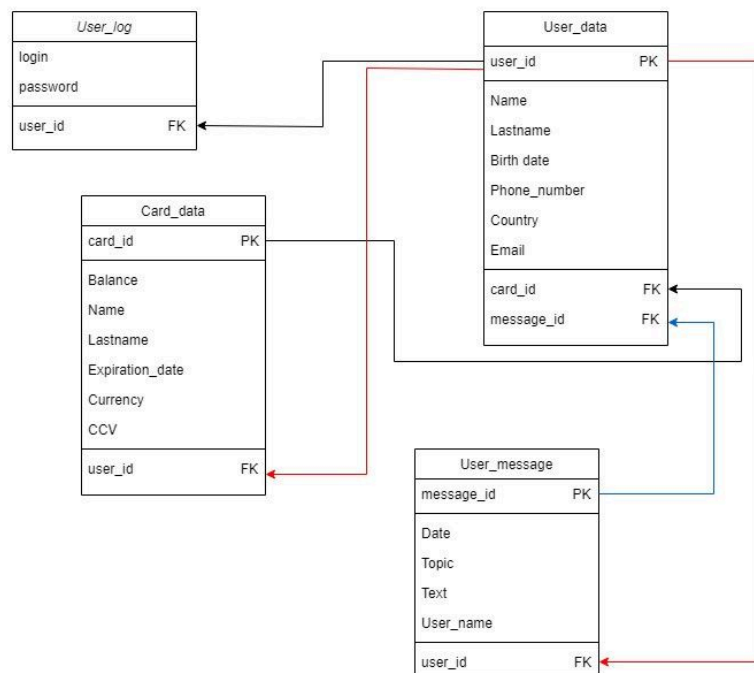 User_log
login
password
user_id FK
User_data
user_id PK
Name
Lastname
Birth date
Phone_number
Country
Email
card_id FK
message_id FK
Card_data
card_id PK
Balance
Name
Lastname
Expiration_date
Currency
CCV
user_id FK
User_message
message_id PK
Date
Topic
Text
User_name
user_id FK